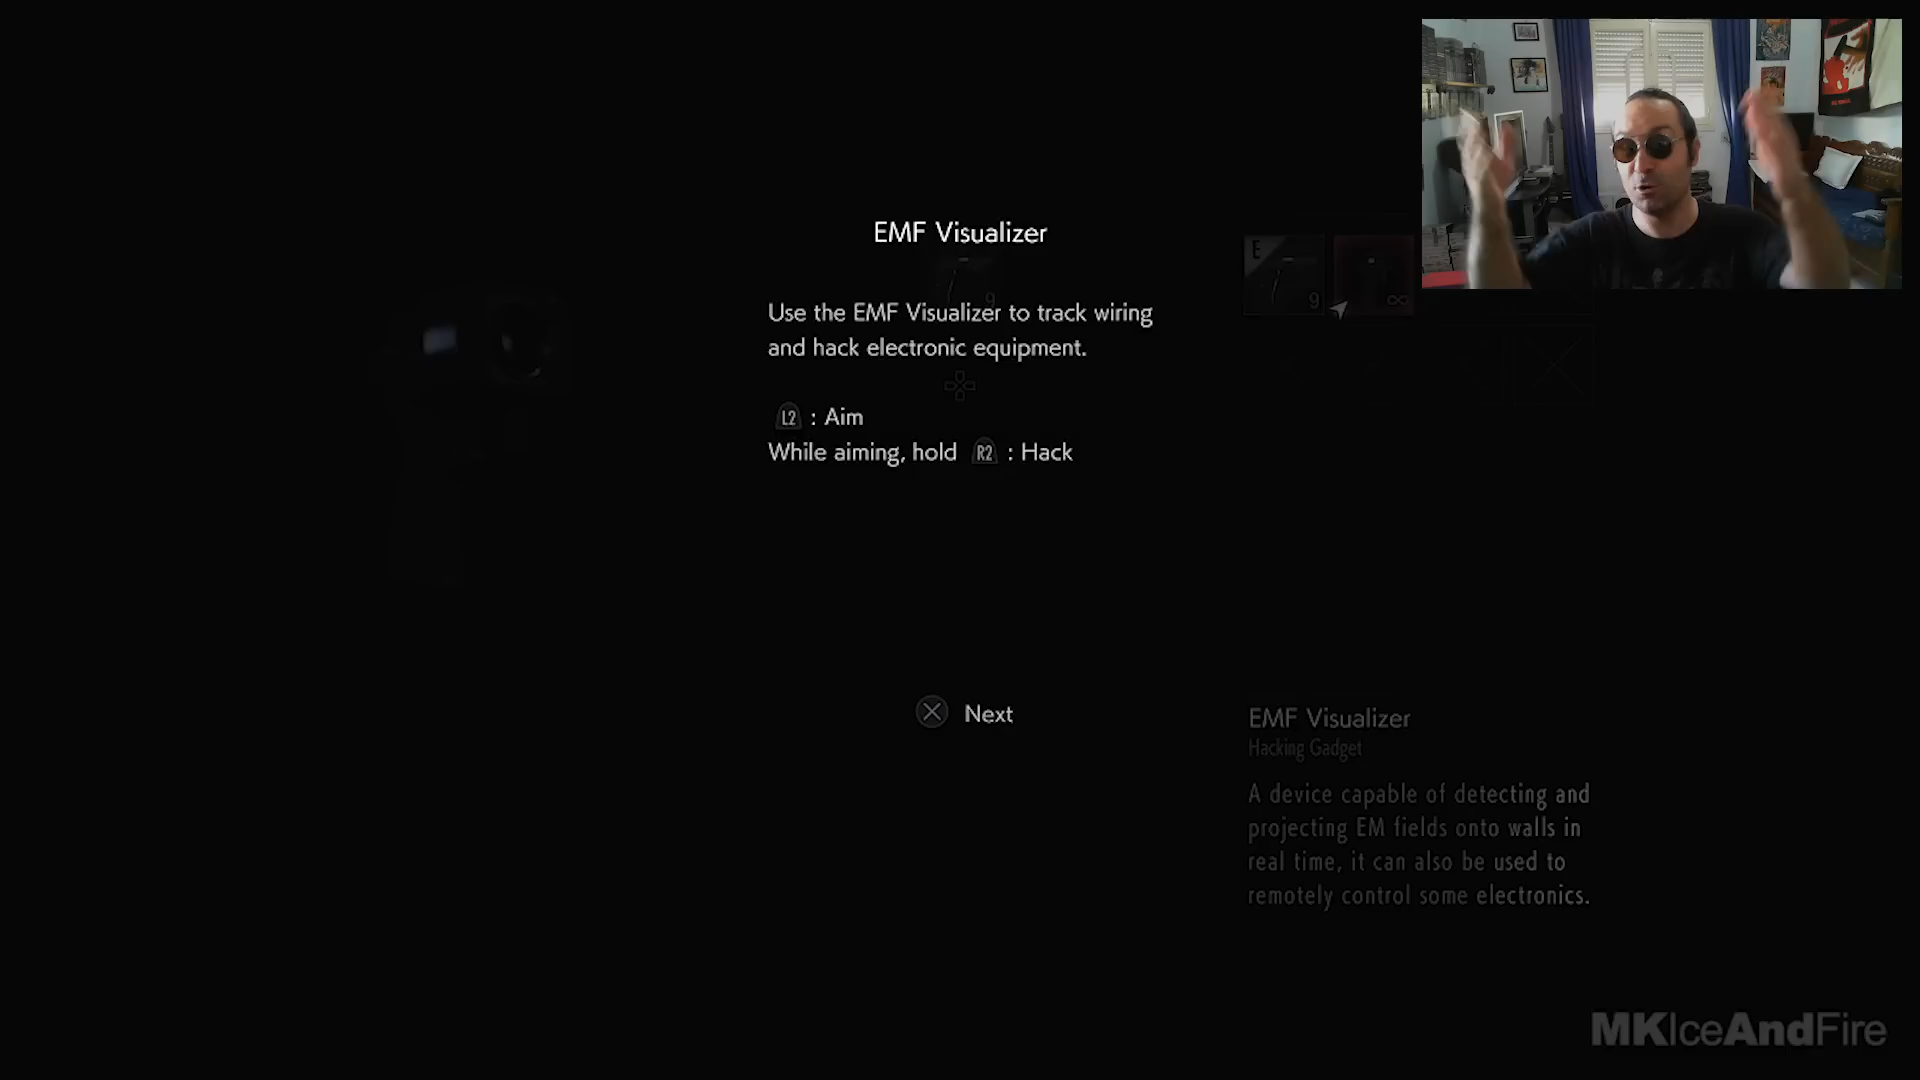 EMF Visualizer
E
9
9
∞
Use the EMF Visualizer to track wiring
and hack electronic equipment.
L2 : Aim
While aiming, hold R2 : Hack
Next
EMF Visualizer
Hacking Gadget
A device capable of detecting and
projecting EM fields onto walls in
real time, it can also be used to
remotely control some electronics.
MKIceAndFire